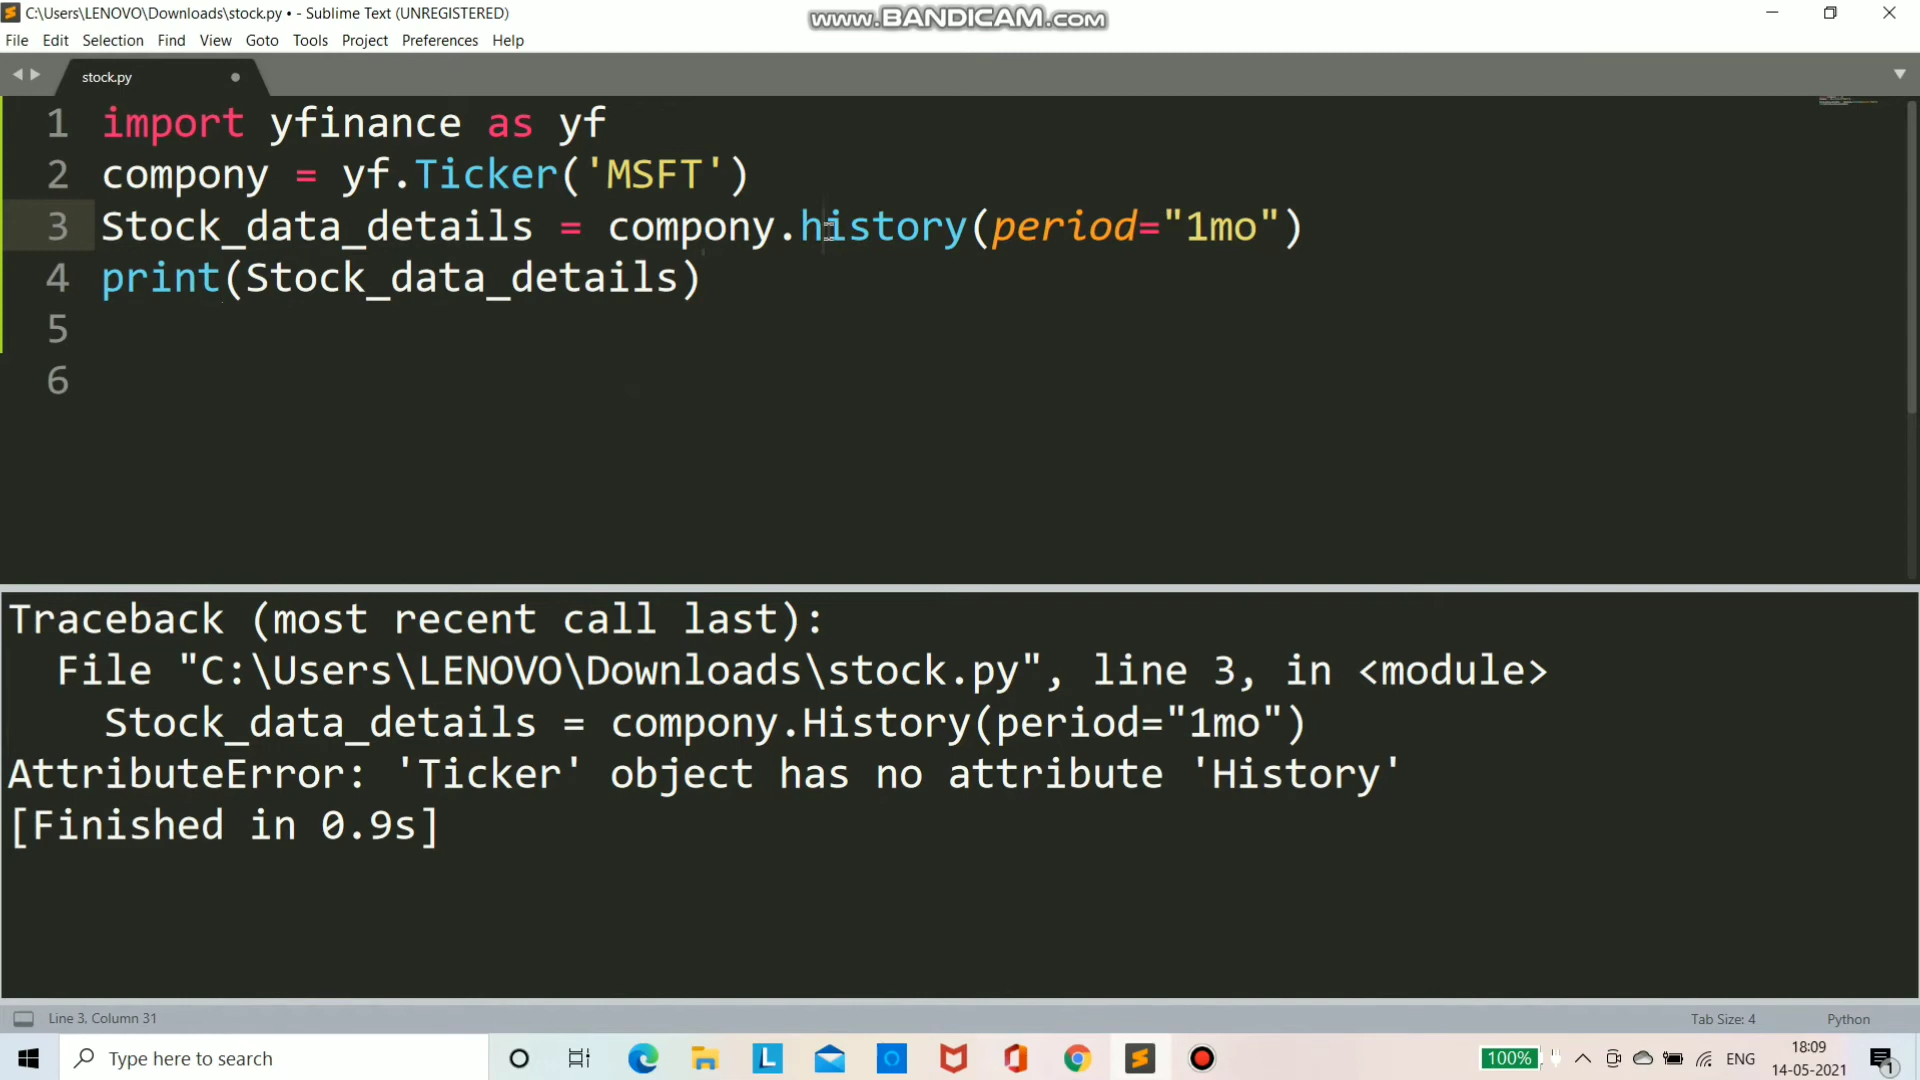 C:\Users\LENOVO\Downloads\stock.py • - Sublime Text (UNREGISTERED)
www.BANDICAM.com
File Edit Selection Find View Goto Tools Project Preferences Help
stock.py
1 import yfinance as yf
2 compony = yf.Ticker('MSFT')
3 Stock_data_details = compony.history(period="1mo")
4 print(Stock_data_details)
5
6
Traceback (most recent call last):
File "C:\Users\LENOVO\Downloads\stock.py", line 3, in <module>
Stock_data_details = compony.History(period="1mo")
AttributeError: 'Ticker' object has no attribute 'History'
[Finished in 0.9s]
Line 3, Column 31
Tab Size: 4
Python
Type here to search
L
100%
ENG
18:09
14-05-2021
1